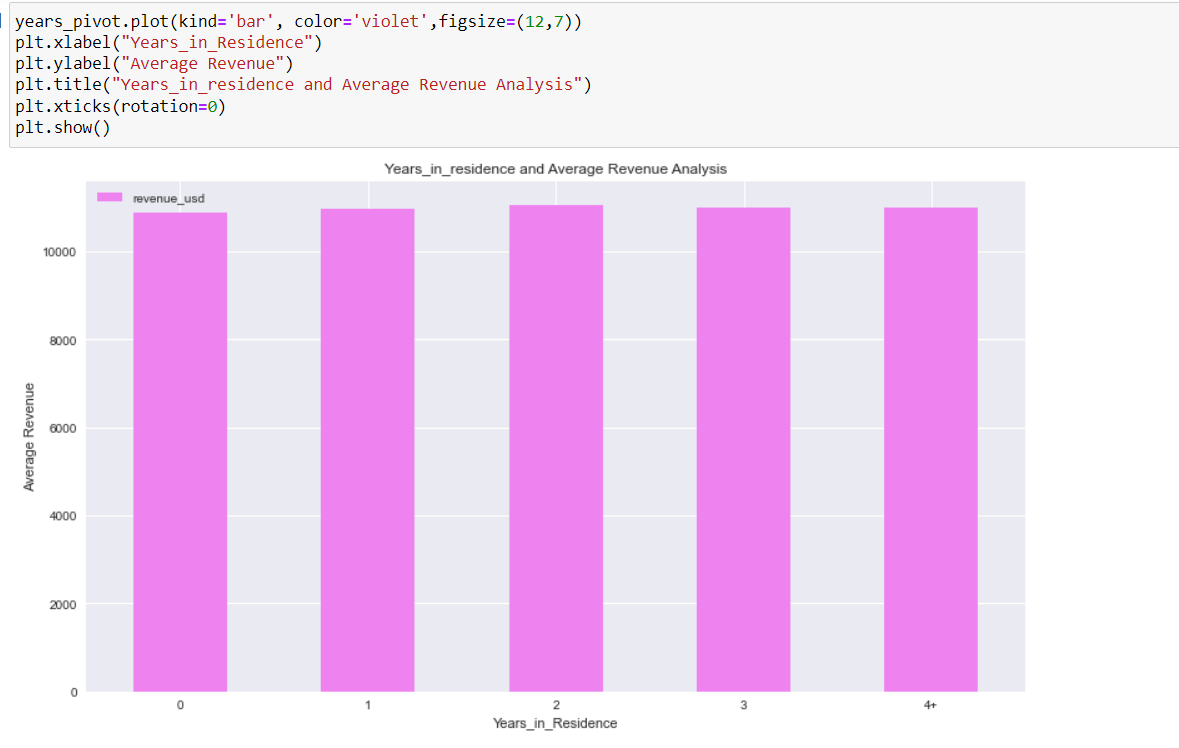 years_pivot.plot(kind='bar', color='violet',figsize=(12,7))
plt.xlabel("Years_in_Residence")
plt.ylabel("Average Revenue")
plt.title("Years_in_residence and Average Revenue Analysis")
plt.xticks(rotation=0)
plt.show()
Years_in_residence and Average Revenue Analysis
revenue_usd
10000
8000
6000
4000
2000
0
Average Revenue
0 1 2 3 4+
Years_in_Residence